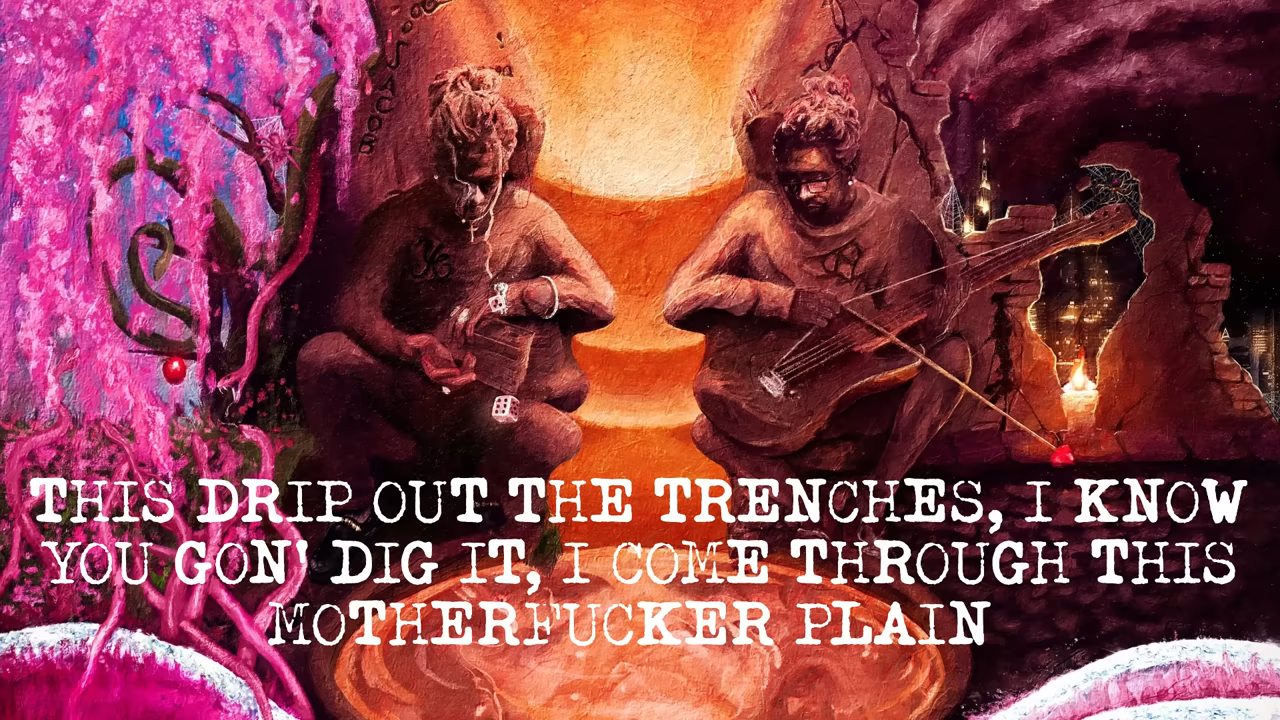 THIS DRIP OUT THE TRENCHES, I KNOW
YOU GON' DIG IT, I COME THROUGH THIS
MOTHERFUCKER PLAIN